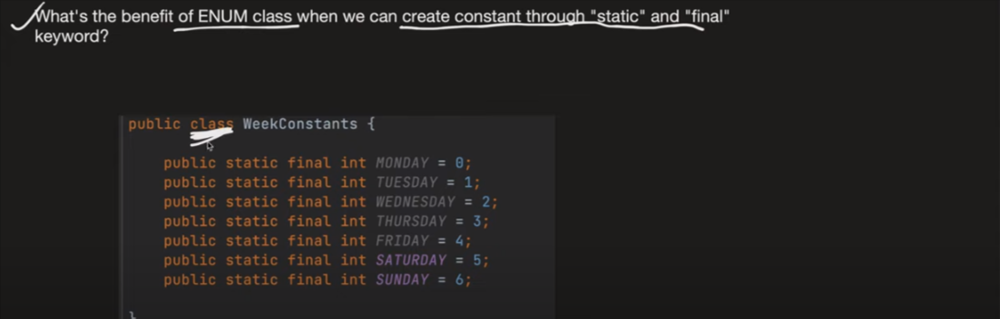 What's the benefit of ENUM class when we can create constant through "static" and "final"
keyword?
public class WeekConstants {
public static final int MONDAY = 0;
public static final int TUESDAY = 1;
public static final int WEDNESDAY = 2;
public static final int THURSDAY = 3;
public static final int FRIDAY = 4;
public static final int SATURDAY = 5;
public static final int SUNDAY = 6;
}